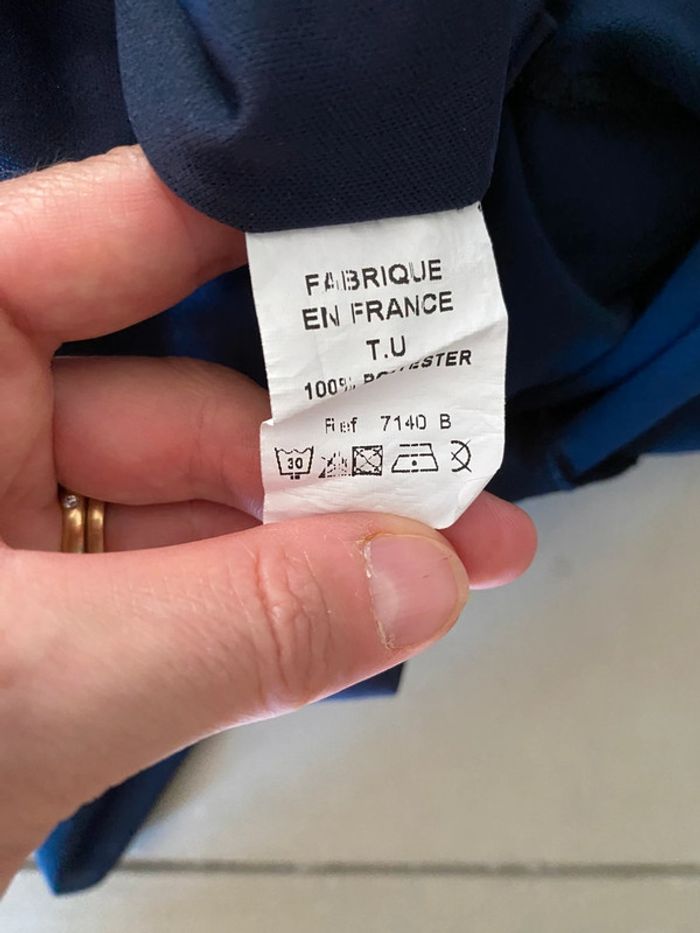 FABRIQUE
EN FRANCE
T.U
100%
Ref 7140 B
30